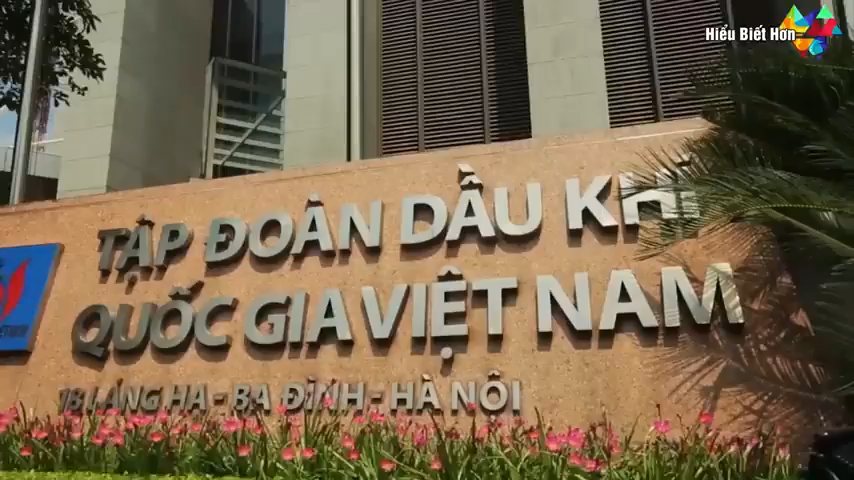 Hiểu Biết Hơn
TẬP ĐOÀN DẦU KHÍ
QUỐC GIA VIỆT NAM
18 LÁNG HẠ - BA ĐÌNH - HÀ NỘI